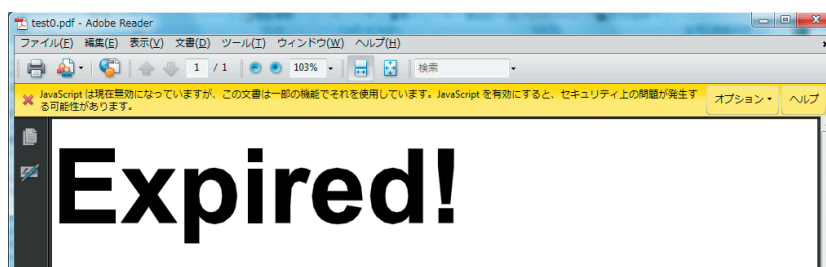 test0.pdf - Adobe Reader
ファイル(F) 編集(E) 表示(V) 文書(D) ツール(T) ウィンドウ(W) ヘルプ(H)
1 / 1 103% 検索
JavaScript は現在無効になっていますが、この文書は一部の機能でそれを使用しています。JavaScript を有効にすると、セキュリティ上の問題が発生す
る可能性があります。
オプション ヘルプ
Expired!